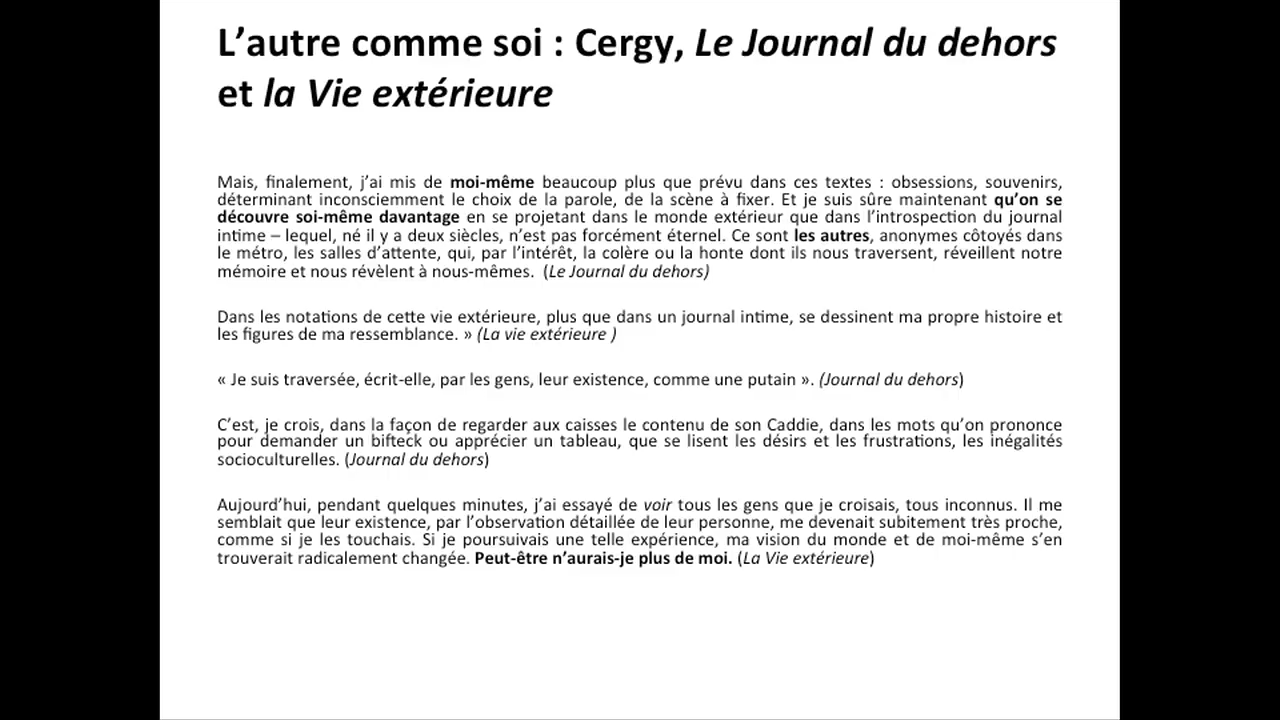 L’autre comme soi : Cergy, Le Journal du dehors
et la Vie extérieure
Mais, finalement, j’ai mis de moi-même beaucoup plus que prévu dans ces textes : obsessions, souvenirs,
déterminant inconsciemment le choix de la parole, de la scène à fixer. Et je suis sûre maintenant qu’on se
découvre soi-même davantage en se projetant dans le monde extérieur que dans l’introspection du journal
intime – lequel, né il y a deux siècles, n’est pas forcément éternel. Ce sont les autres, anonymes côtoyés dans
le métro, les salles d’attente, qui, par l’intérêt, la colère ou la honte dont ils nous traversent, réveillent notre
mémoire et nous révèlent à nous-mêmes. (Le Journal du dehors)
Dans les notations de cette vie extérieure, plus que dans un journal intime, se dessinent ma propre histoire et
les figures de ma ressemblance. » (La vie extérieure )
« Je suis traversée, écrit-elle, par les gens, leur existence, comme une putain ». (Journal du dehors)
C’est, je crois, dans la façon de regarder aux caisses le contenu de son Caddie, dans les mots qu’on prononce
pour demander un bifteck ou apprécier un tableau, que se lisent les désirs et les frustrations, les inégalités
socioculturelles. (Journal du dehors)
Aujourd’hui, pendant quelques minutes, j’ai essayé de voir tous les gens que je croisais, tous inconnus. Il me
semblait que leur existence, par l’observation détaillée de leur personne, me devenait subitement très proche,
comme si je les touchais. Si je poursuivais une telle expérience, ma vision du monde et de moi-même s’en
trouverait radicalement changée. Peut-être n’aurais-je plus de moi. (La Vie extérieure)